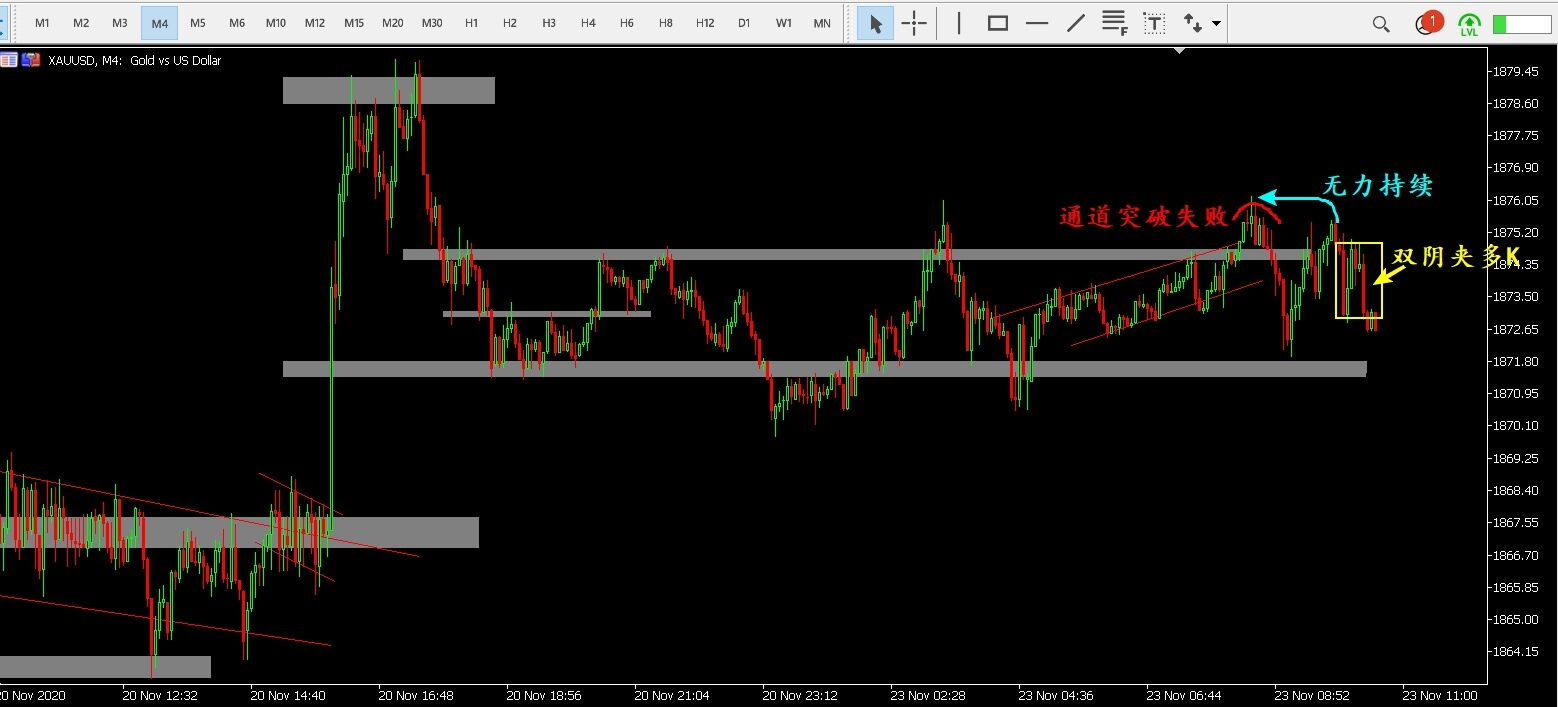 M1 M2 M3 M4 M5 M6 M10 M12 M15 M20 M30 H1 H2 H3 H4 H6 H8 H12 D1 W1 MN
F T 1 LVL
XAUUSD, M4: Gold vs US Dollar
1879.45
1878.60
1877.75
1876.90
无力持续
1876.05
通道突破失败
1875.20
双阴夹多K
1874.35
1873.50
1872.65
1871.80
1870.95
1870.10
1869.25
1868.40
1867.55
1866.70
1865.85
1865.00
1864.15
20 Nov 2020 20 Nov 12:32 20 Nov 14:40 20 Nov 16:48 20 Nov 18:56 20 Nov 21:04 20 Nov 23:12 23 Nov 02:28 23 Nov 04:36 23 Nov 06:44 23 Nov 08:52 23 Nov 11:00